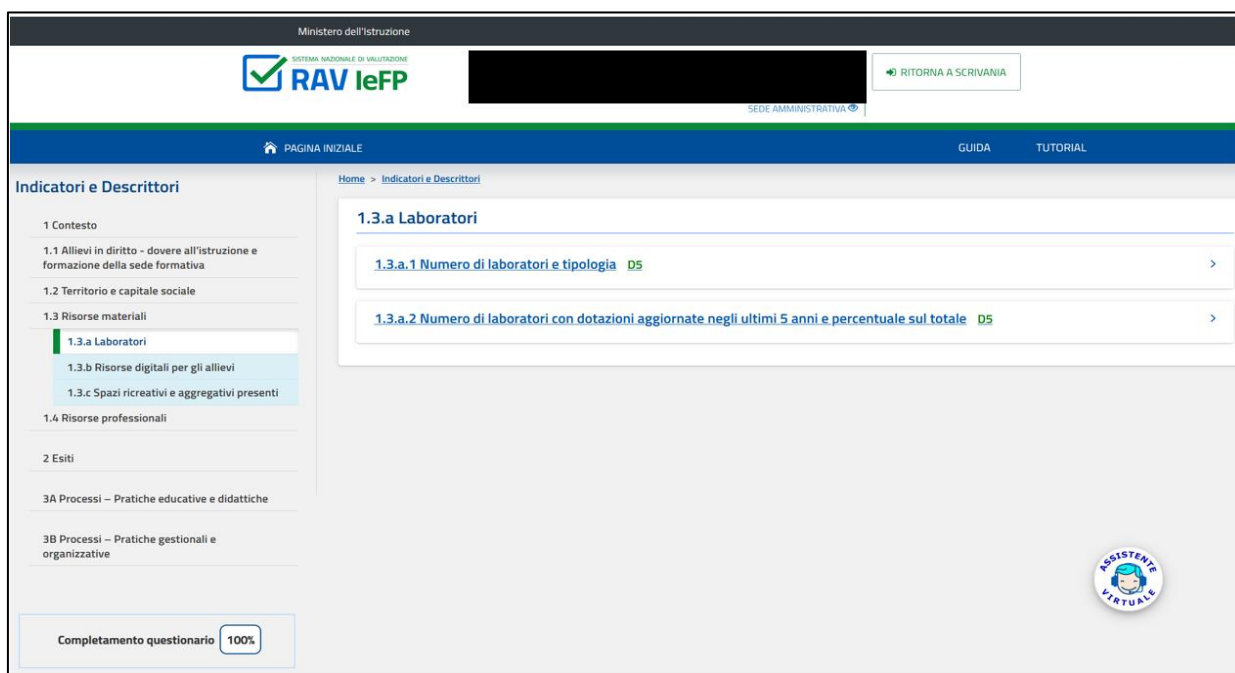 Ministero dell'Istruzione
SISTEMA NAZIONALE DI VALUTAZIONE
RAV IeFP
RITORNA A SCRIVANIA
SEDE AMMINISTRATIVA
PAGINA INIZIALE
GUIDA
TUTORIAL
Indicatori e Descrittori
1 Contesto
1.1 Allievi in diritto - dovere all'istruzione e
formazione della sede formativa
1.2 Territorio e capitale sociale
1.3 Risorse materiali
1.3.a Laboratori
1.3.b Risorse digitali per gli allievi
1.3.c Spazi ricreativi e aggregativi presenti
1.4 Risorse professionali
2 Esiti
3A Processi – Pratiche educative e didattiche
3B Processi – Pratiche gestionali e
organizzative
Completamento questionario 100%
Home > Indicatori e Descrittori
1.3.a Laboratori
1.3.a.1 Numero di laboratori e tipologia D5
1.3.a.2 Numero di laboratori con dotazioni aggiornate negli ultimi 5 anni e percentuale sul totale D5
ASSISTENTE
VIRTUALE